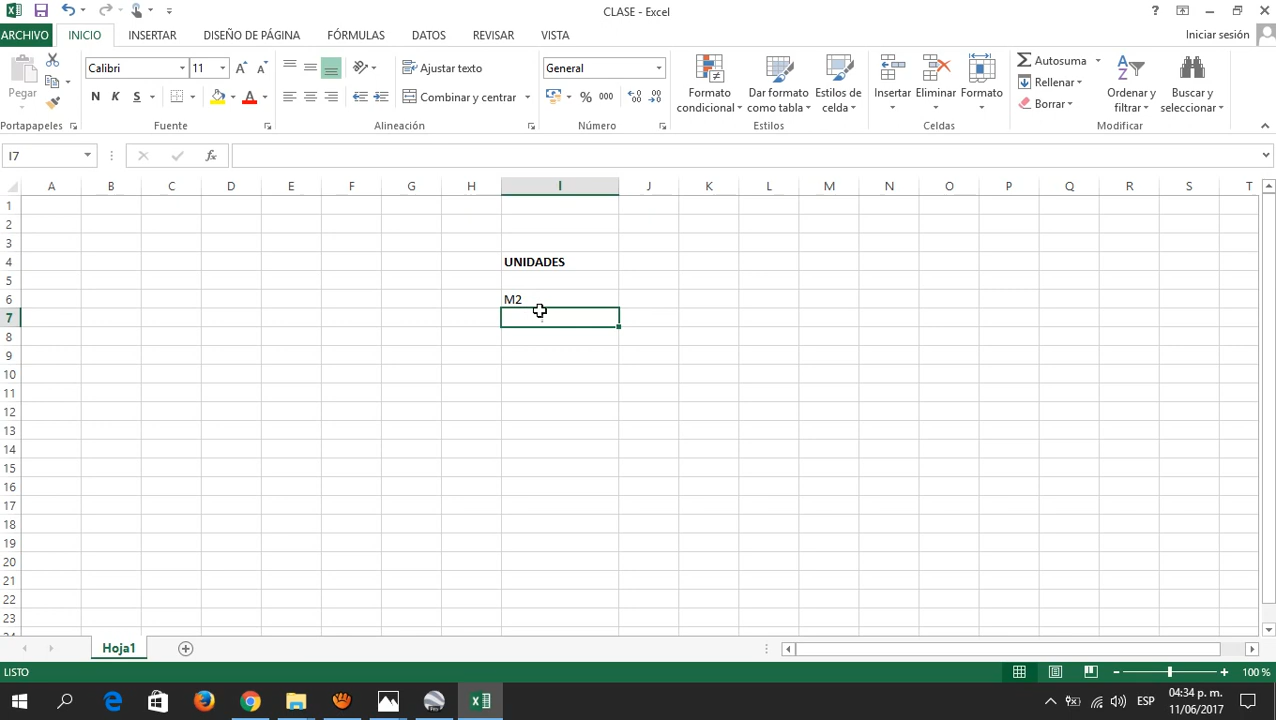 CLASE - Excel
?
ARCHIVO INICIO INSERTAR DISEÑO DE PÁGINA FÓRMULAS DATOS REVISAR VISTA Iniciar sesión
Pegar
Calibri 11 A A
N K S A
Ajustar texto
Combinar y centrar
General
% 000
Formato condicional
Dar formato como tabla
Estilos de celda
Insertar Eliminar Formato
Autosuma
Rellenar
Borrar
Ordenar y filtrar
Buscar y seleccionar
Portapapeles Fuente Alineación Número Estilos Celdas Modificar
I7 fx
A B C D E F G H I J K L M N O P Q R S T
1
2
3
4 UNIDADES
5
6 M2
7
8
9
10
11
12
13
14
15
16
17
18
19
20
21
22
23
24
Hoja1
LISTO 100 %
ESP 04:34 p. m.
11/06/2017